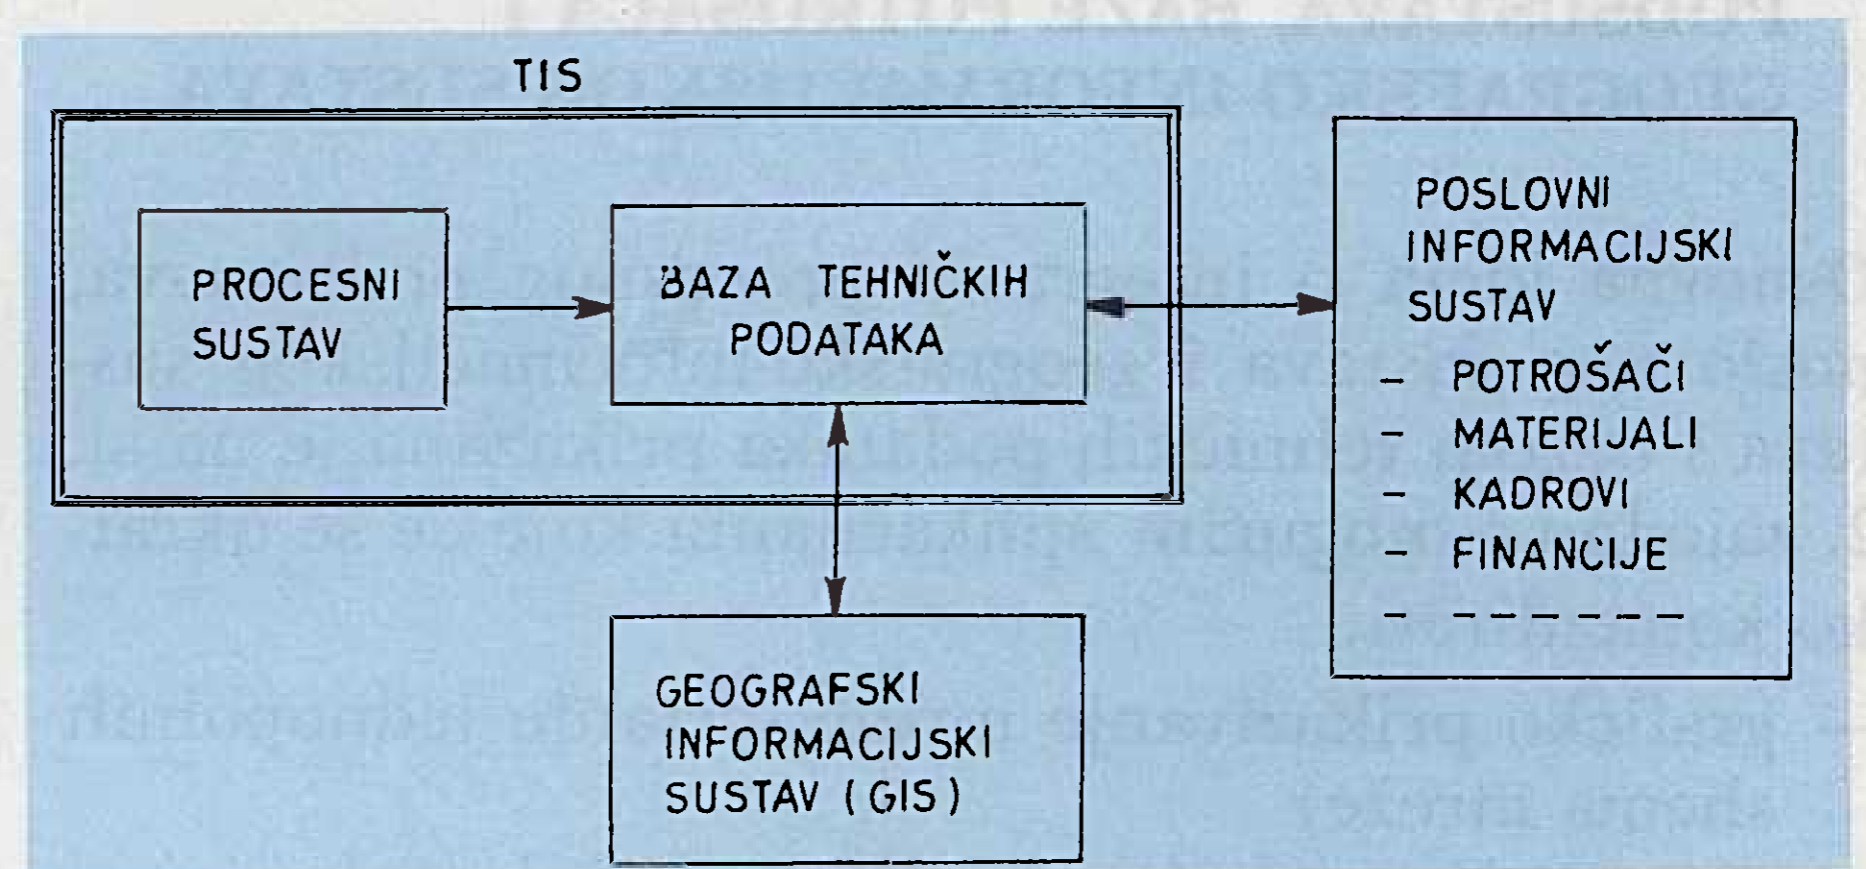 TIS
PROCESNI
SUSTAV
BAZA TEHNIČKIH
PODATAKA
POSLOVNI
INFORMACIJSKI
SUSTAV
- POTROŠAČI
- MATERIJALI
- KADROVI
- FINANCIJE
- ------
GEOGRAFSKI
INFORMACIJSKI
SUSTAV (GIS)